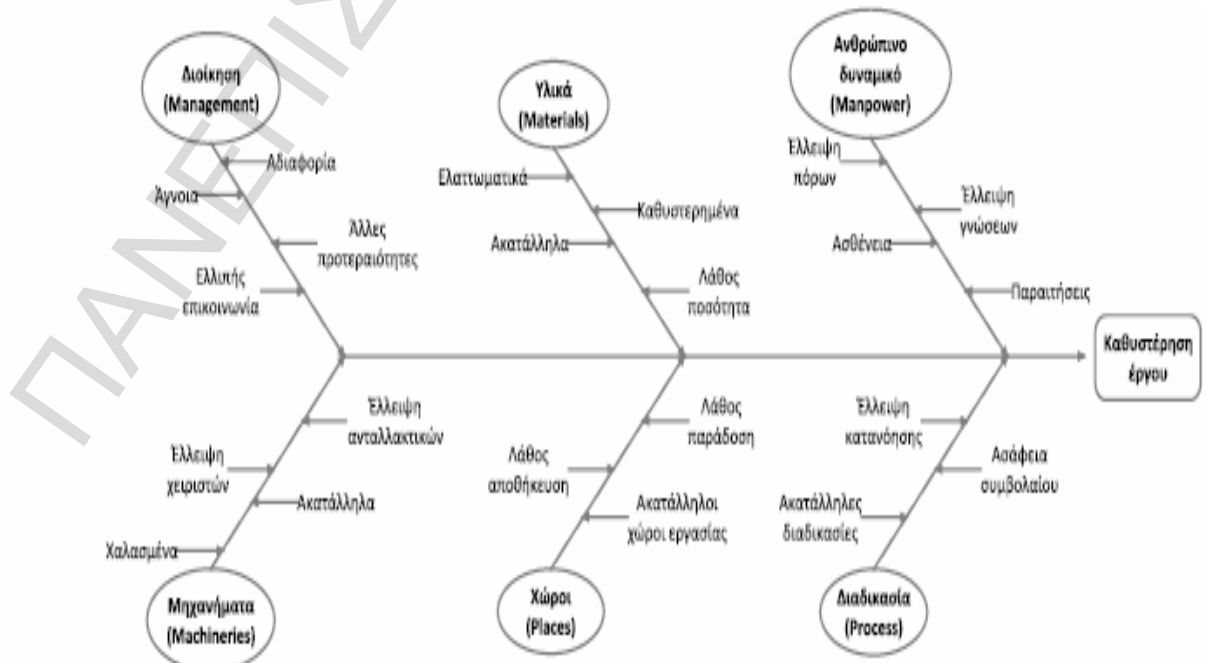 ΠΑΝΕΠΙΣ
Διοίκηση
(Management)
Αδιαφορία
Άγνοια
Άλλες
προτεραιότητες
Ελλιπής
επικοινωνία
Υλικά
(Materials)
Ελαττωματικά
Καθυστερημένα
Ακατάλληλα
Λάθος
ποσότητα
Ανθρώπινο
δυναμικό
(Manpower)
Έλλειψη
πόρων
Έλλειψη
γνώσεων
Ασθένεια
Παραιτήσεις
Καθυστέρηση
έργου
Έλλειψη
ανταλλακτικών
Έλλειψη
χειριστών
Ακατάλληλα
Χαλασμένα
Μηχανήματα
(Machineries)
Λάθος
παράδοση
Λάθος
αποθήκευση
Ακατάλληλοι
χώροι εργασίας
Χώροι
(Places)
Έλλειψη
κατανόησης
Ασάφεια
συμβολαίου
Ακατάλληλες
διαδικασίες
Διαδικασία
(Process)